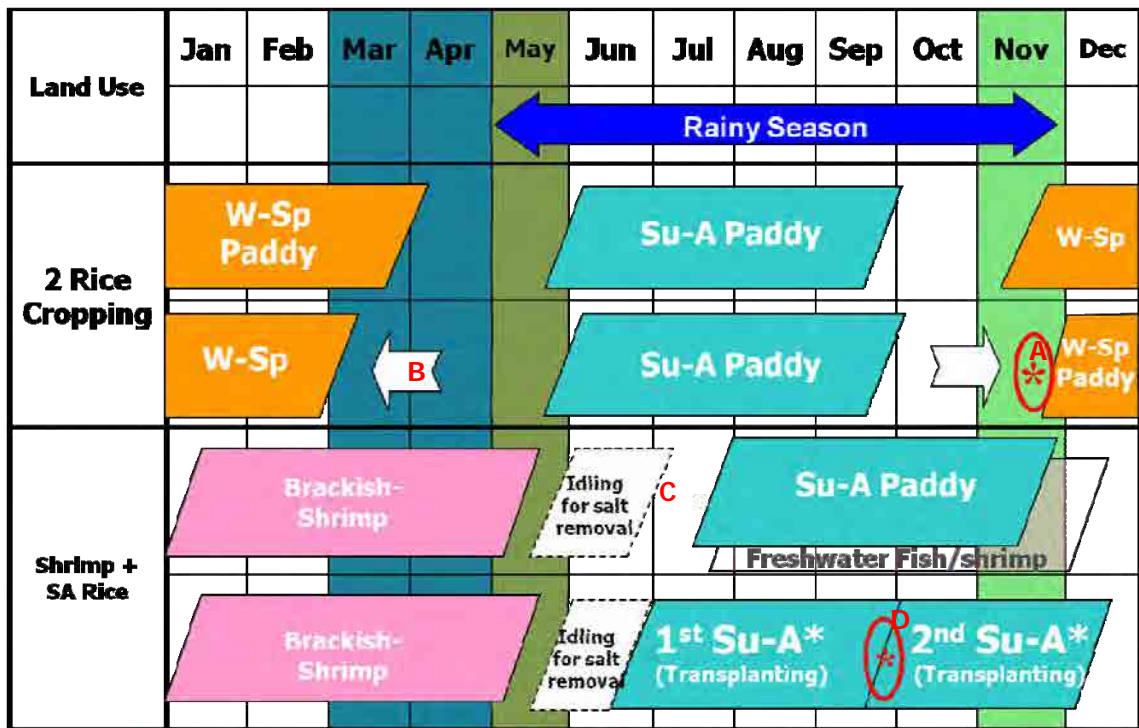 Land Use
Jan Feb Mar Apr May Jun Jul Aug Sep Oct Nov Dec
Rainy Season
2 Rice
Cropping
W-Sp
Paddy
Su-A Paddy
W-Sp
W-Sp
B
Su-A Paddy
A
*
W-Sp
Paddy
Shrimp +
SA Rice
Brackish-
Shrimp
Idling
for salt
removal
C
Su-A Paddy
Freshwater Fish/shrimp
Brackish-
Shrimp
Idling
for salt
removal
1st Su-A*
(Transplanting)
D
*
2nd Su-A*
(Transplanting)